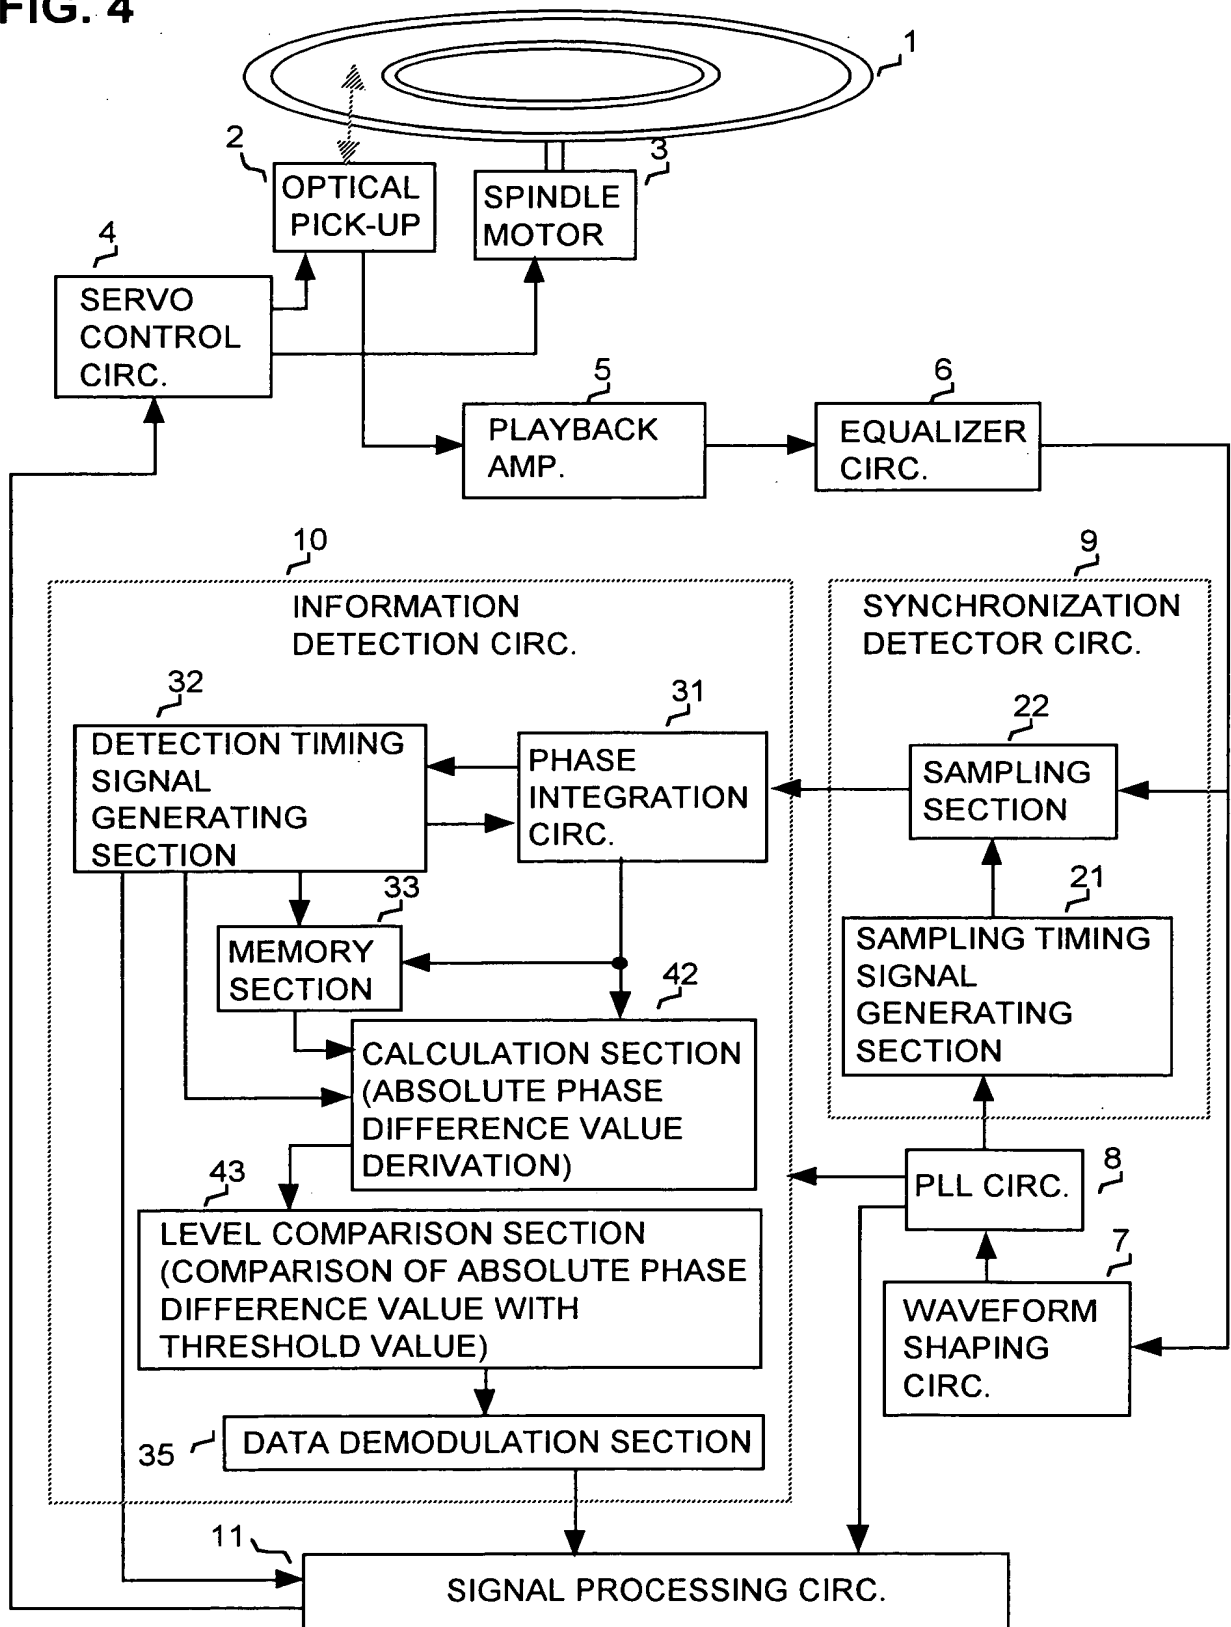 FIG. 4
1
2
3
OPTICAL
PICK-UP
SPINDLE
MOTOR
4
SERVO
CONTROL
CIRC.
5
PLAYBACK
AMP.
6
EQUALIZER
CIRC.
10
INFORMATION
DETECTION CIRC.
9
SYNCHRONIZATION
DETECTOR CIRC.
32
DETECTION TIMING
SIGNAL
GENERATING
SECTION
31
PHASE
INTEGRATION
CIRC.
22
SAMPLING
SECTION
33
MEMORY
SECTION
21
SAMPLING TIMING
SIGNAL
GENERATING
SECTION
42
CALCULATION SECTION
(ABSOLUTE PHASE
DIFFERENCE VALUE
DERIVATION)
8
PLL CIRC.
43
LEVEL COMPARISON SECTION
(COMPARISON OF ABSOLUTE PHASE
DIFFERENCE VALUE WITH
THRESHOLD VALUE)
7
WAVEFORM
SHAPING
CIRC.
35
DATA DEMODULATION SECTION
11
SIGNAL PROCESSING CIRC.